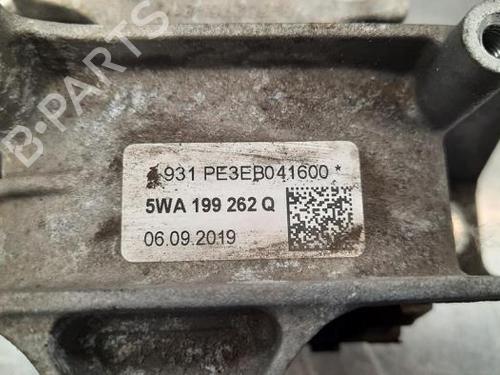 B-PARTS
931 PE3EB041600 *
5WA 199 262 Q
06.09.2019